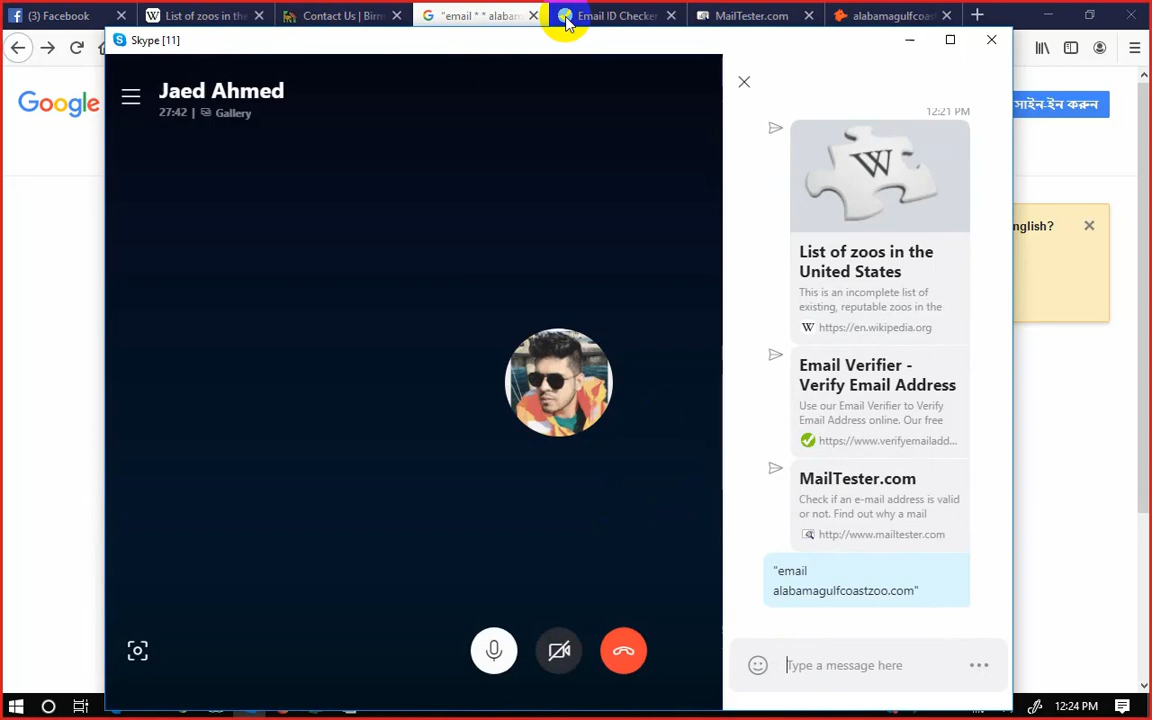 (3) Facebook
List of zoos in the
Contact Us | Birm
"email * * alabam
Email ID Checker
MailTester.com
alabamagulfcoast
Skype [11]
Google
সাইন-ইন করুন
nglish?
Jaed Ahmed
27:42 | Gallery
12:21 PM
W
List of zoos in the
United States
This is an incomplete list of
existing, reputable zoos in the
W https://en.wikipedia.org
Email Verifier -
Verify Email Address
Use our Email Verifier to Verify
Email Address online. Our free
https://www.verifyemailadd...
MailTester.com
Check if an e-mail address is valid
or not. Find out why a mail
http://www.mailtester.com
"email
alabamagulfcoastzoo.com"
Type a message here
12:24 PM